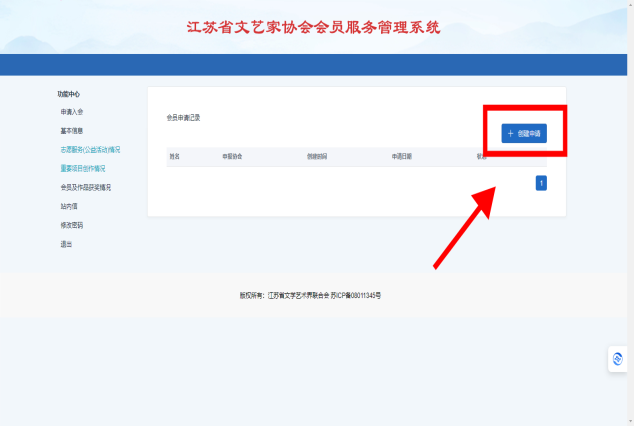 江苏省文艺家协会会员服务管理系统
功能中心
申请入会
基本信息
志愿服务(公益活动)情况
重要项目创作情况
会员及作品获奖情况
站内信
修改密码
退出
会员申请记录
+ 创建申请
姓名 申报协会 创建时间 申请日期 状态
1
版权所有：江苏省文学艺术界联合会 苏ICP备08011345号